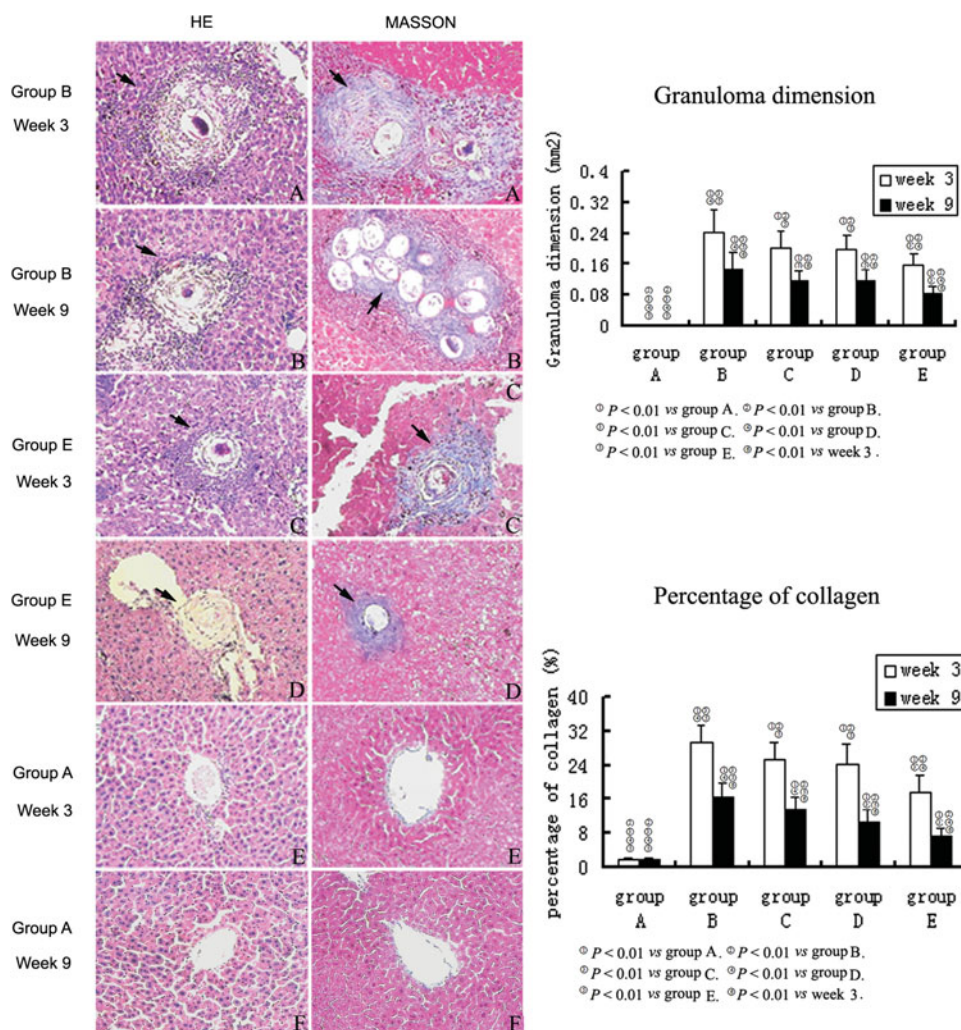 HE
MASSON
Group B
Week 3
A
A
Group B
Week 9
B
B
Group E
Week 3
C
C
C
Group E
Week 9
D
D
Group A
Week 3
E
E
Group A
Week 9
F
F
Granuloma dimension
Granuloma dimension (mm2)
0.4
0.32
0.24
0.16
0.08
0
week 3
week 9
group A
group B
group C
group D
group E
P < 0.01 vs group A. P < 0.01 vs group B.
P < 0.01 vs group C. P < 0.01 vs group D.
P < 0.01 vs group E. P < 0.01 vs week 3.
Percentage of collagen
percentage of collagen (%)
40
32
24
16
8
0
week 3
week 9
group A
group B
group C
group D
group E
P < 0.01 vs group A. P < 0.01 vs group B.
P < 0.01 vs group C. P < 0.01 vs group D.
P < 0.01 vs group E. P < 0.01 vs week 3.